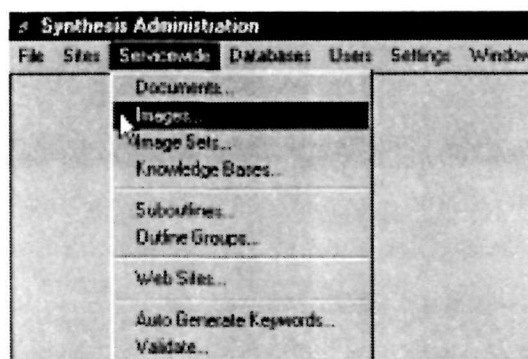 Synthesis Administration
File Sites Servicewide Databases Users Settings Window
Documents...
Images...
Image Sets...
Knowledge Bases...
Suboutlines...
Outline Groups...
Web Sites...
Auto Generate Keywords...
Validate...